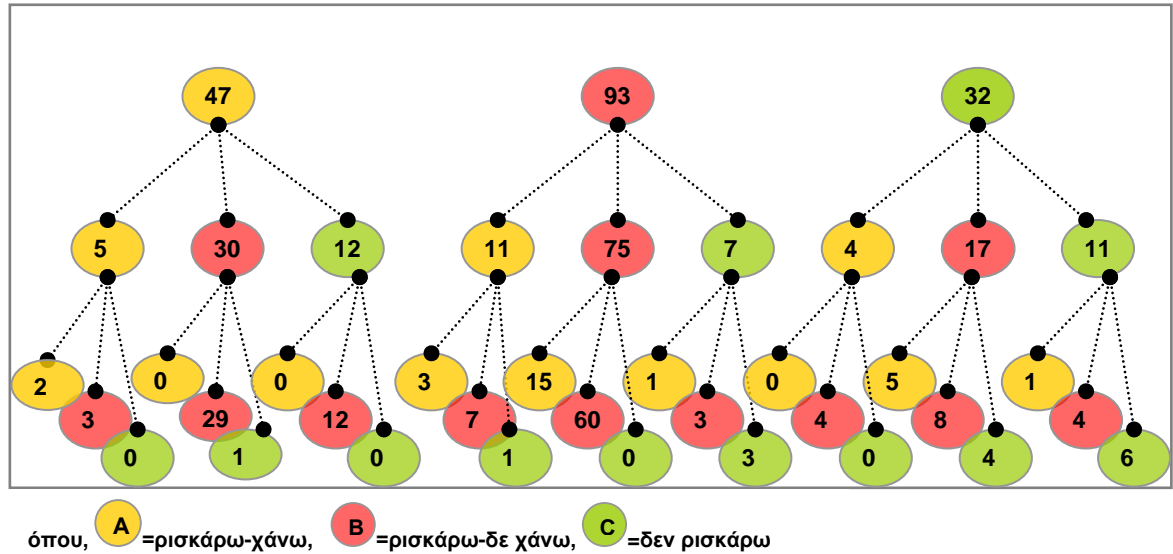 47 93 32
5 30 12 11 75 7 4 17 11
2 0 0 3 15 1 0 5 1
3 29 12 7 60 3 4 8 4
0 1 0 1 0 3 0 4 6
όπου, A =ρισκάρω-χάνω, B =ρισκάρω-δε χάνω, C =δεν ρισκάρω